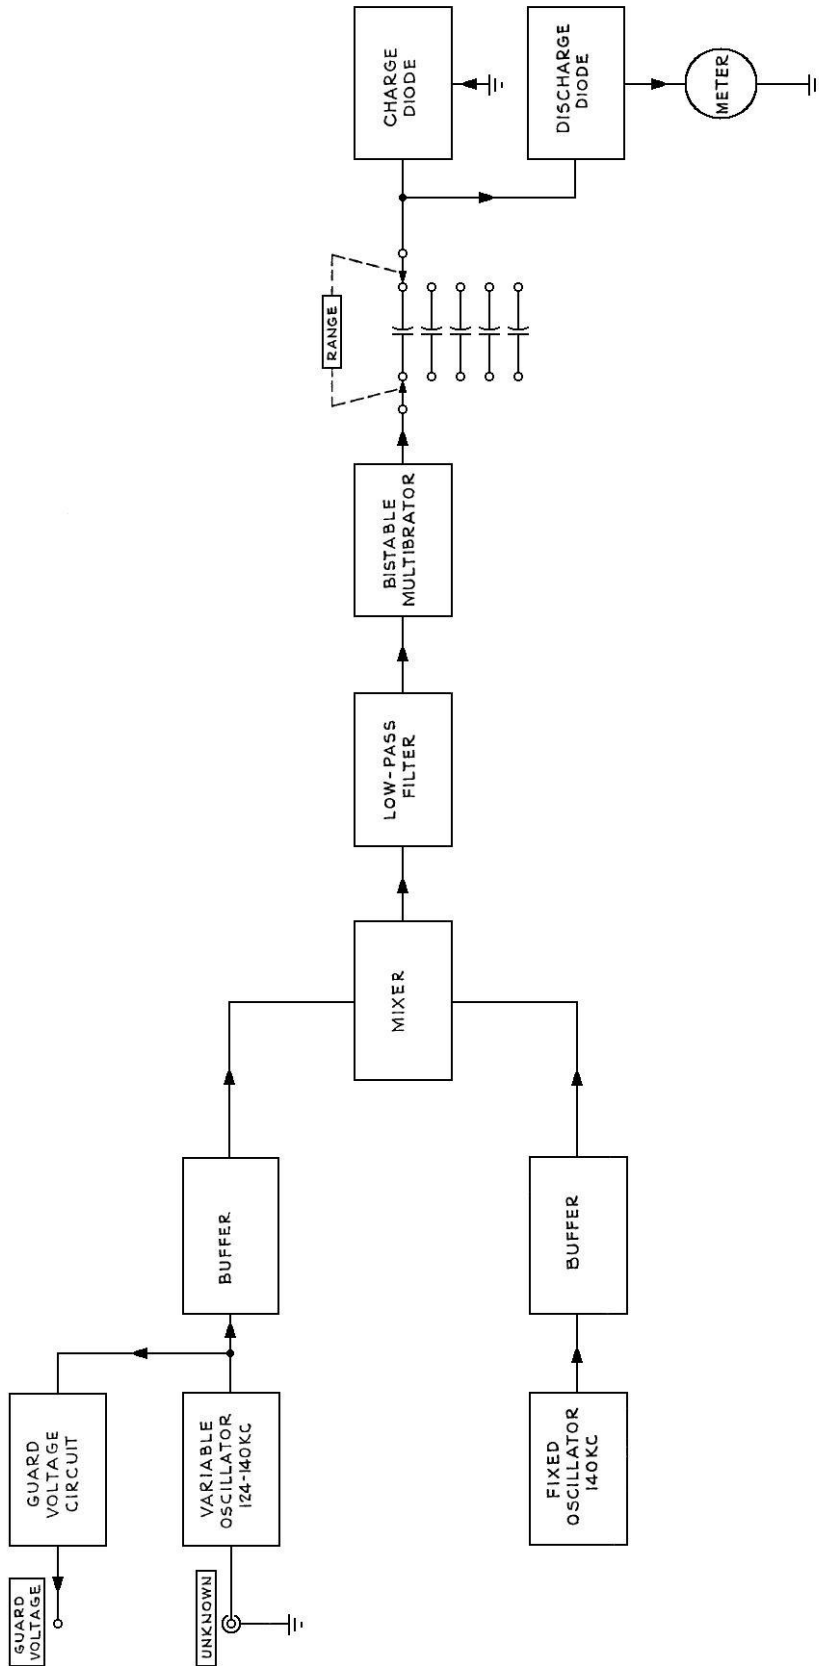 GUARD
VOLTAGE
GUARD
VOLTAGE
CIRCUIT
UNKNOWN
VARIABLE
OSCILLATOR
124-140KC
BUFFER
FIXED
OSCILLATOR
140KC
BUFFER
MIXER
LOW-PASS
FILTER
BISTABLE
MULTIBRATOR
RANGE
CHARGE
DIODE
DISCHARGE
DIODE
METER